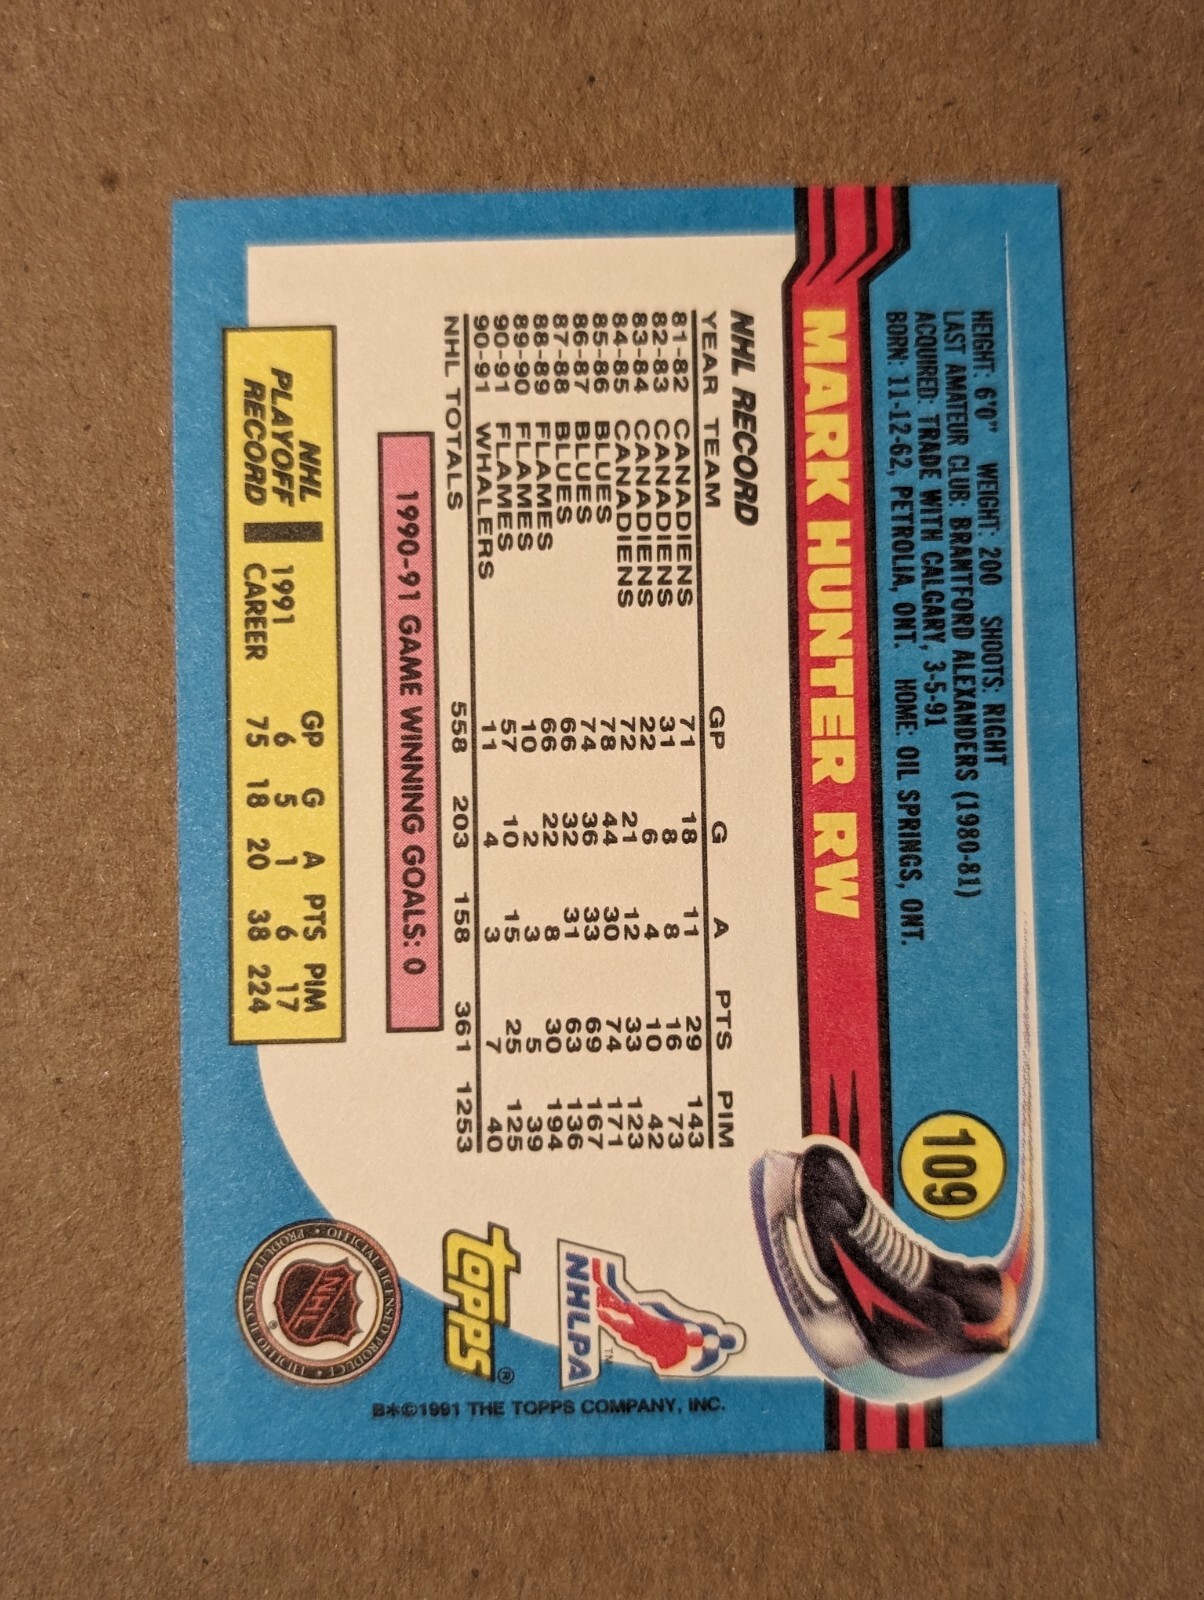 109
HEIGHT: 6'0" WEIGHT: 200 SHOOTS: RIGHT
LAST AMATEUR CLUB: BRANTFORD ALEXANDERS (1980-81)
ACQUIRED: TRADE WITH CALGARY, 3-5-91
BORN: 11-12-62, PETROLIA, ONT. HOME: OIL SPRINGS, ONT.
MARK HUNTER RW
NHL RECORD
YEAR TEAM GP G A PTS PIM
81-82 CANADIENS 71 18 11 29 143
82-83 CANADIENS 31 8 8 16 73
83-84 CANADIENS 22 6 4 10 42
84-85 CANADIENS 72 21 12 33 123
85-86 BLUES 78 44 30 74 171
86-87 BLUES 74 36 33 69 167
87-88 BLUES 66 32 31 63 136
88-89 FLAMES 66 22 8 30 194
89-90 FLAMES 10 2 3 5 39
90-91 FLAMES 57 10 15 25 125
90-91 WHALERS 11 4 3 7 40
NHL TOTALS 558 203 158 361 1253
1990-91 GAME WINNING GOALS: 0
NHL PLAYOFF RECORD
GP G A PTS PIM
1991 6 5 1 6 17
CAREER 75 18 20 38 224
NHLPA™
TOPPS®
NHL ®
OFFICIAL LICENSED PRODUCT
B*©1991 THE TOPPS COMPANY, INC.